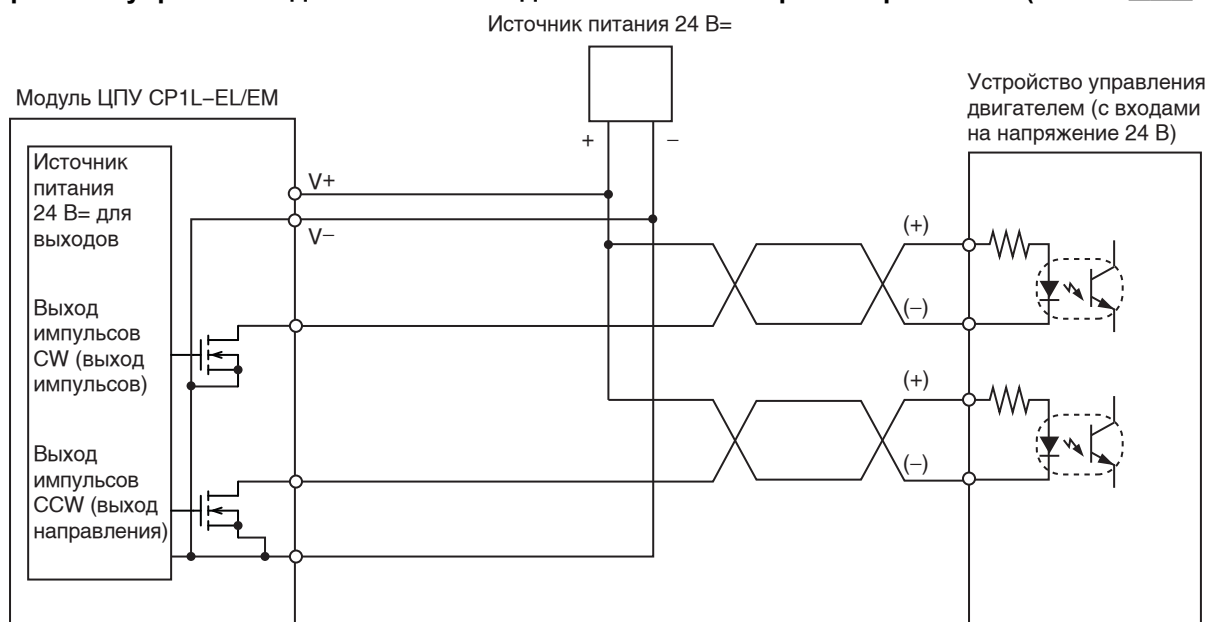 Источник питания 24 В=
Модуль ЦПУ CP1L–EL/EM
Устройство управления
двигателем (с входами
на напряжение 24 В)
+
–
Источник
питания
24 В= для
выходов
V+
V–
(+)
(–)
Выход
импульсов
CW (выход
импульсов)
(+)
(–)
Выход
импульсов
CCW (выход
направления)